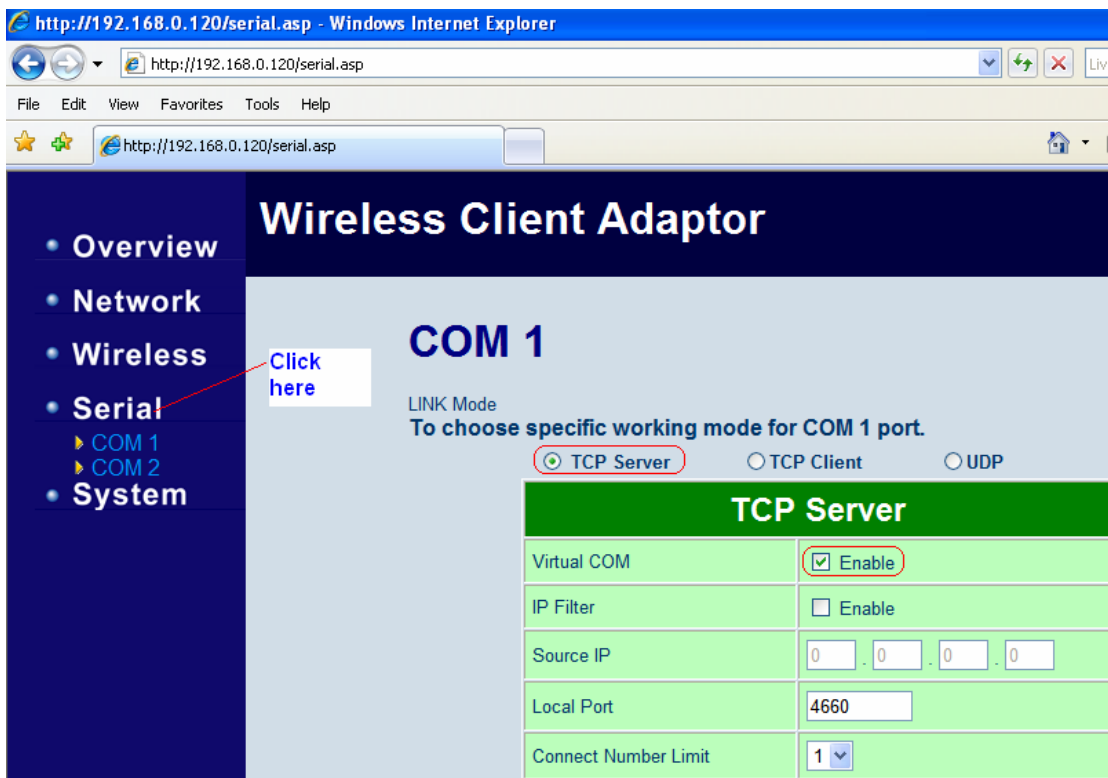 http://192.168.0.120/serial.asp - Windows Internet Explorer
http://192.168.0.120/serial.asp
Liv
File Edit View Favorites Tools Help
http://192.168.0.120/serial.asp
Wireless Client Adaptor
Overview
Network
Wireless
Serial
COM 1
COM 2
System
Click
here
COM 1
LINK Mode
To choose specific working mode for COM 1 port.
TCP Server TCP Client UDP
TCP Server
Virtual COM Enable
IP Filter Enable
Source IP 0 . 0 . 0 . 0
Local Port 4660
Connect Number Limit 1